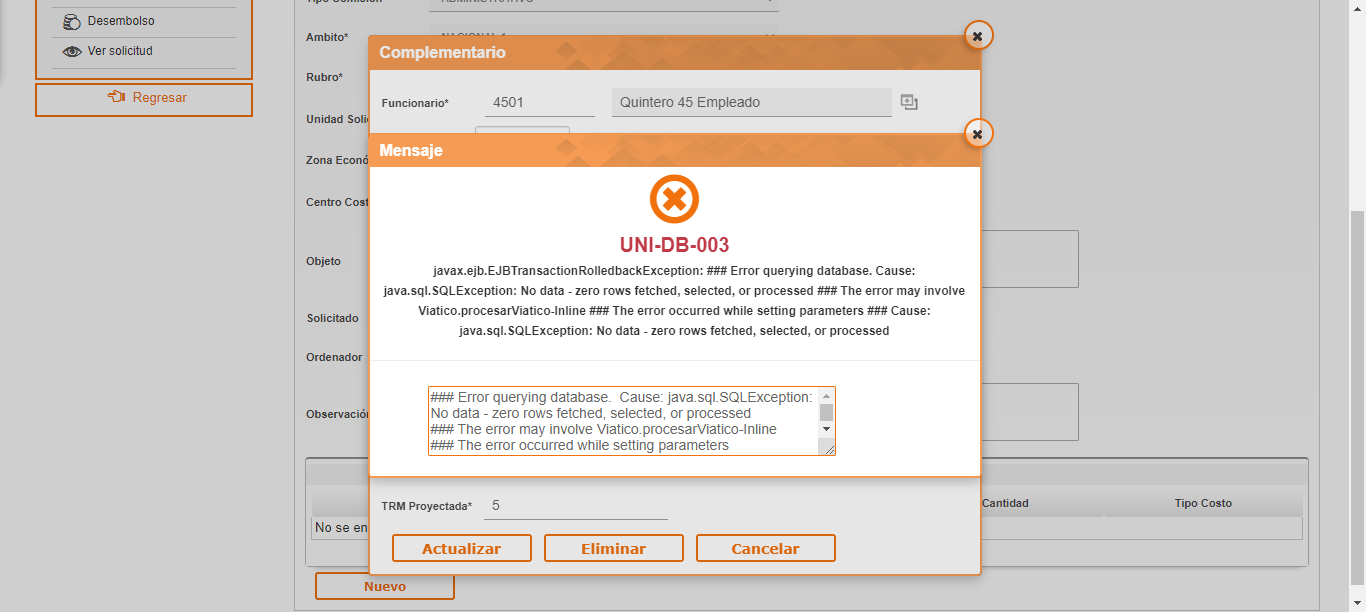 Desembolso
Ver solicitud
Regresar
Ambito*
Rubro*
Unidad Soli
Zona Econó
Centro Cost
Objeto
Solicitado
Ordenador
Observación
Complementario
Funcionario* 4501 Quintero 45 Empleado
Mensaje
UNI-DB-003
javax.ejb.EJBTransactionRolledbackException: ### Error querying database. Cause:
java.sql.SQLException: No data - zero rows fetched, selected, or processed ### The error may involve
Viatico.procesarViatico-Inline ### The error occurred while setting parameters ### Cause:
java.sql.SQLException: No data - zero rows fetched, selected, or processed
### Error querying database.  Cause: java.sql.SQLException:
No data - zero rows fetched, selected, or processed
### The error may involve Viatico.procesarViatico-Inline
### The error occurred while setting parameters
TRM Proyectada* 5
Actualizar Eliminar Cancelar
Cantidad Tipo Costo
No se en
Nuevo